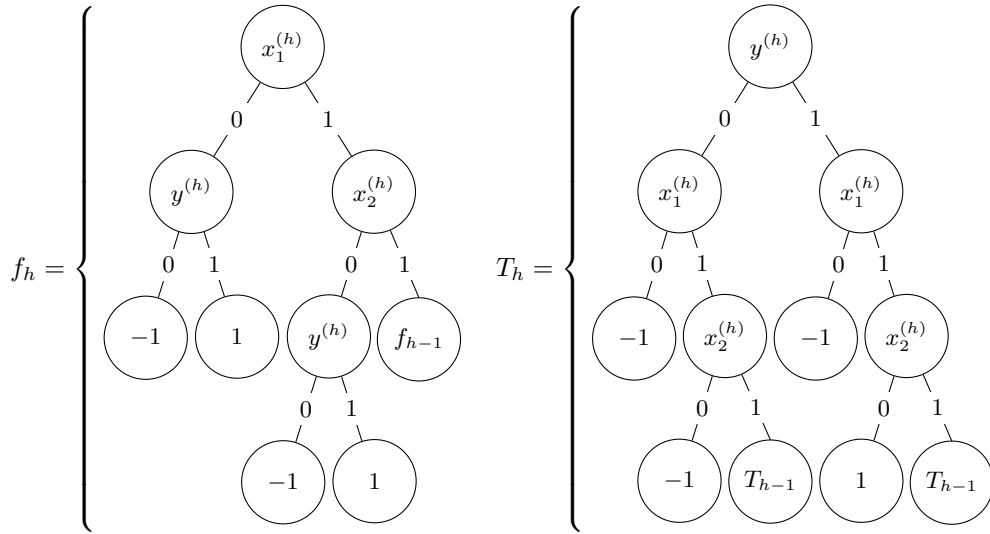 x_1^{(h)} y^{(h)}
0 1 0 1
y^{(h)} x_2^{(h)} x_1^{(h)} x_1^{(h)}
f_h = T_h =
0 1 0 1 0 1 0 1
−1 1 y^{(h)} f_{h−1} −1 x_2^{(h)} −1 x_2^{(h)}
0 1 0 1 0 1
−1 1 −1 T_{h−1} 1 T_{h−1}